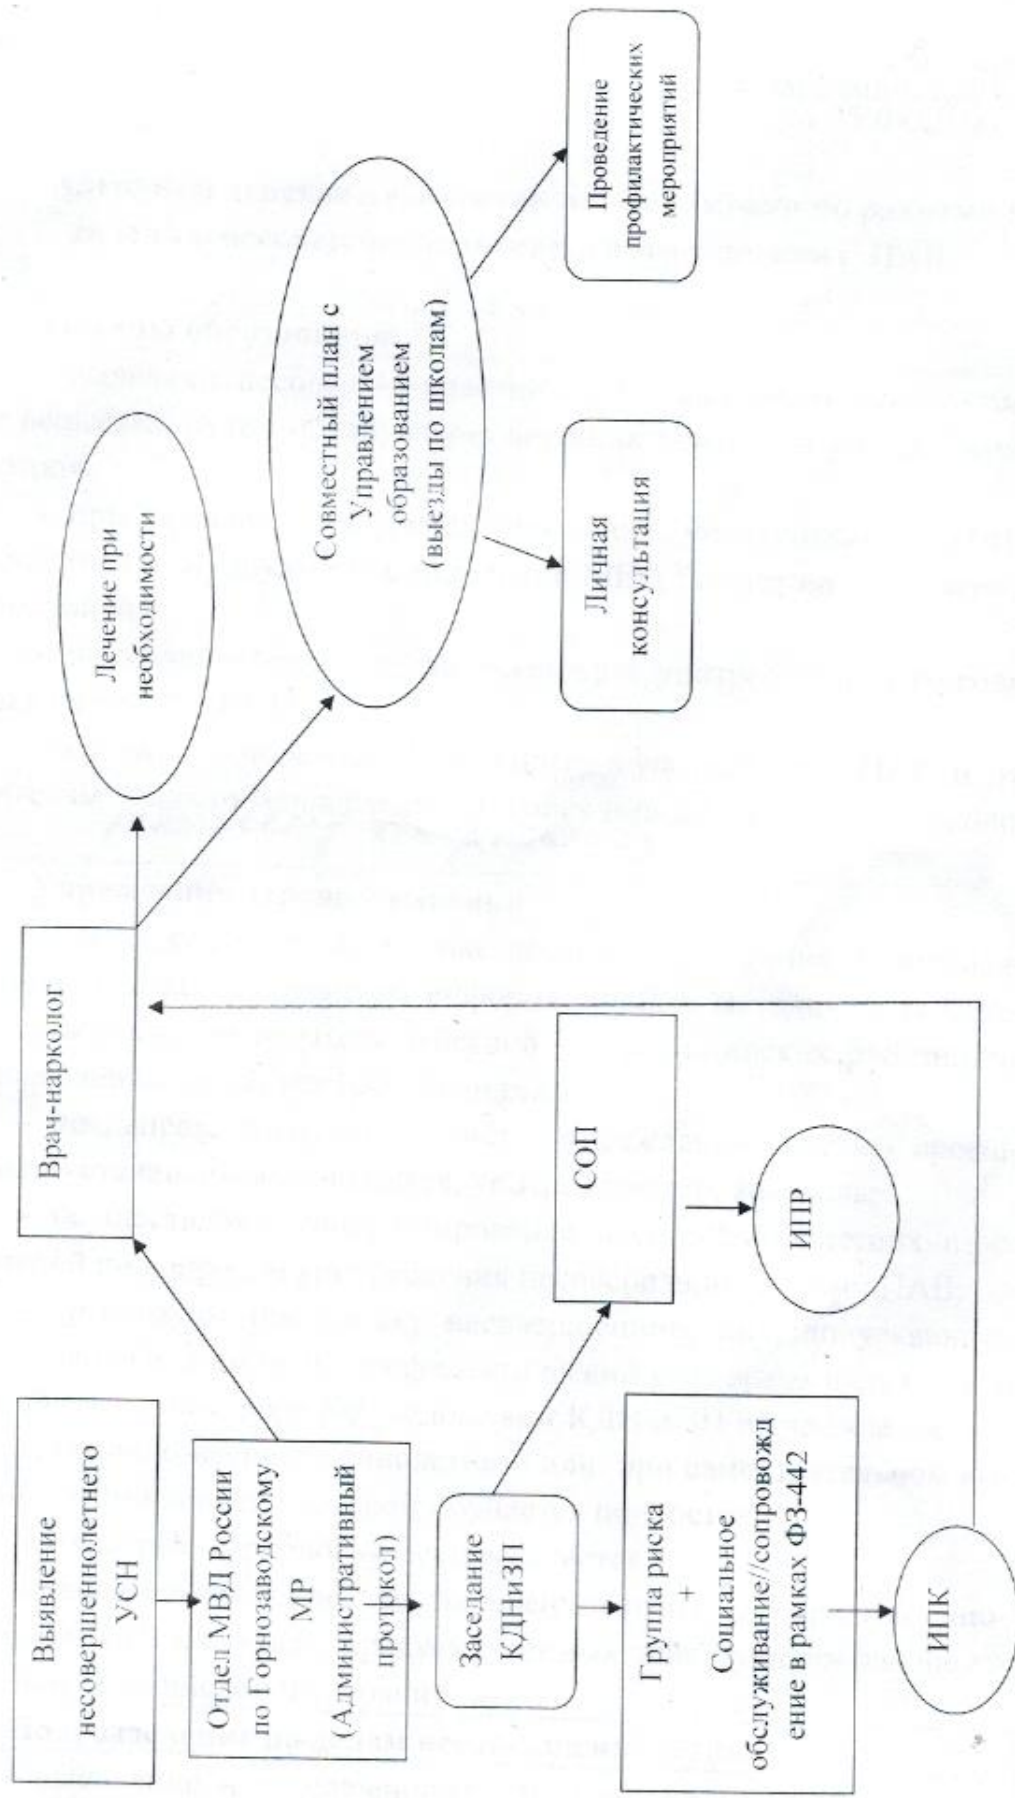 Выявление
несовершеннолетнего
УСН
Отдел МВД России
по Горнозаводскому
МР
(Административный
протокол)
Заседание
КДНиЗП
Группа риска
+
Социальное
обслуживание//сопровожд
ение в рамках ФЗ-442
ИПК
Врач-нарколог
СОП
ИПР
Лечение при
необходимости
Совместный план с
Управлением
образованием
(выезды по школам)
Личная
консультация
Проведение
профилактических
мероприятий